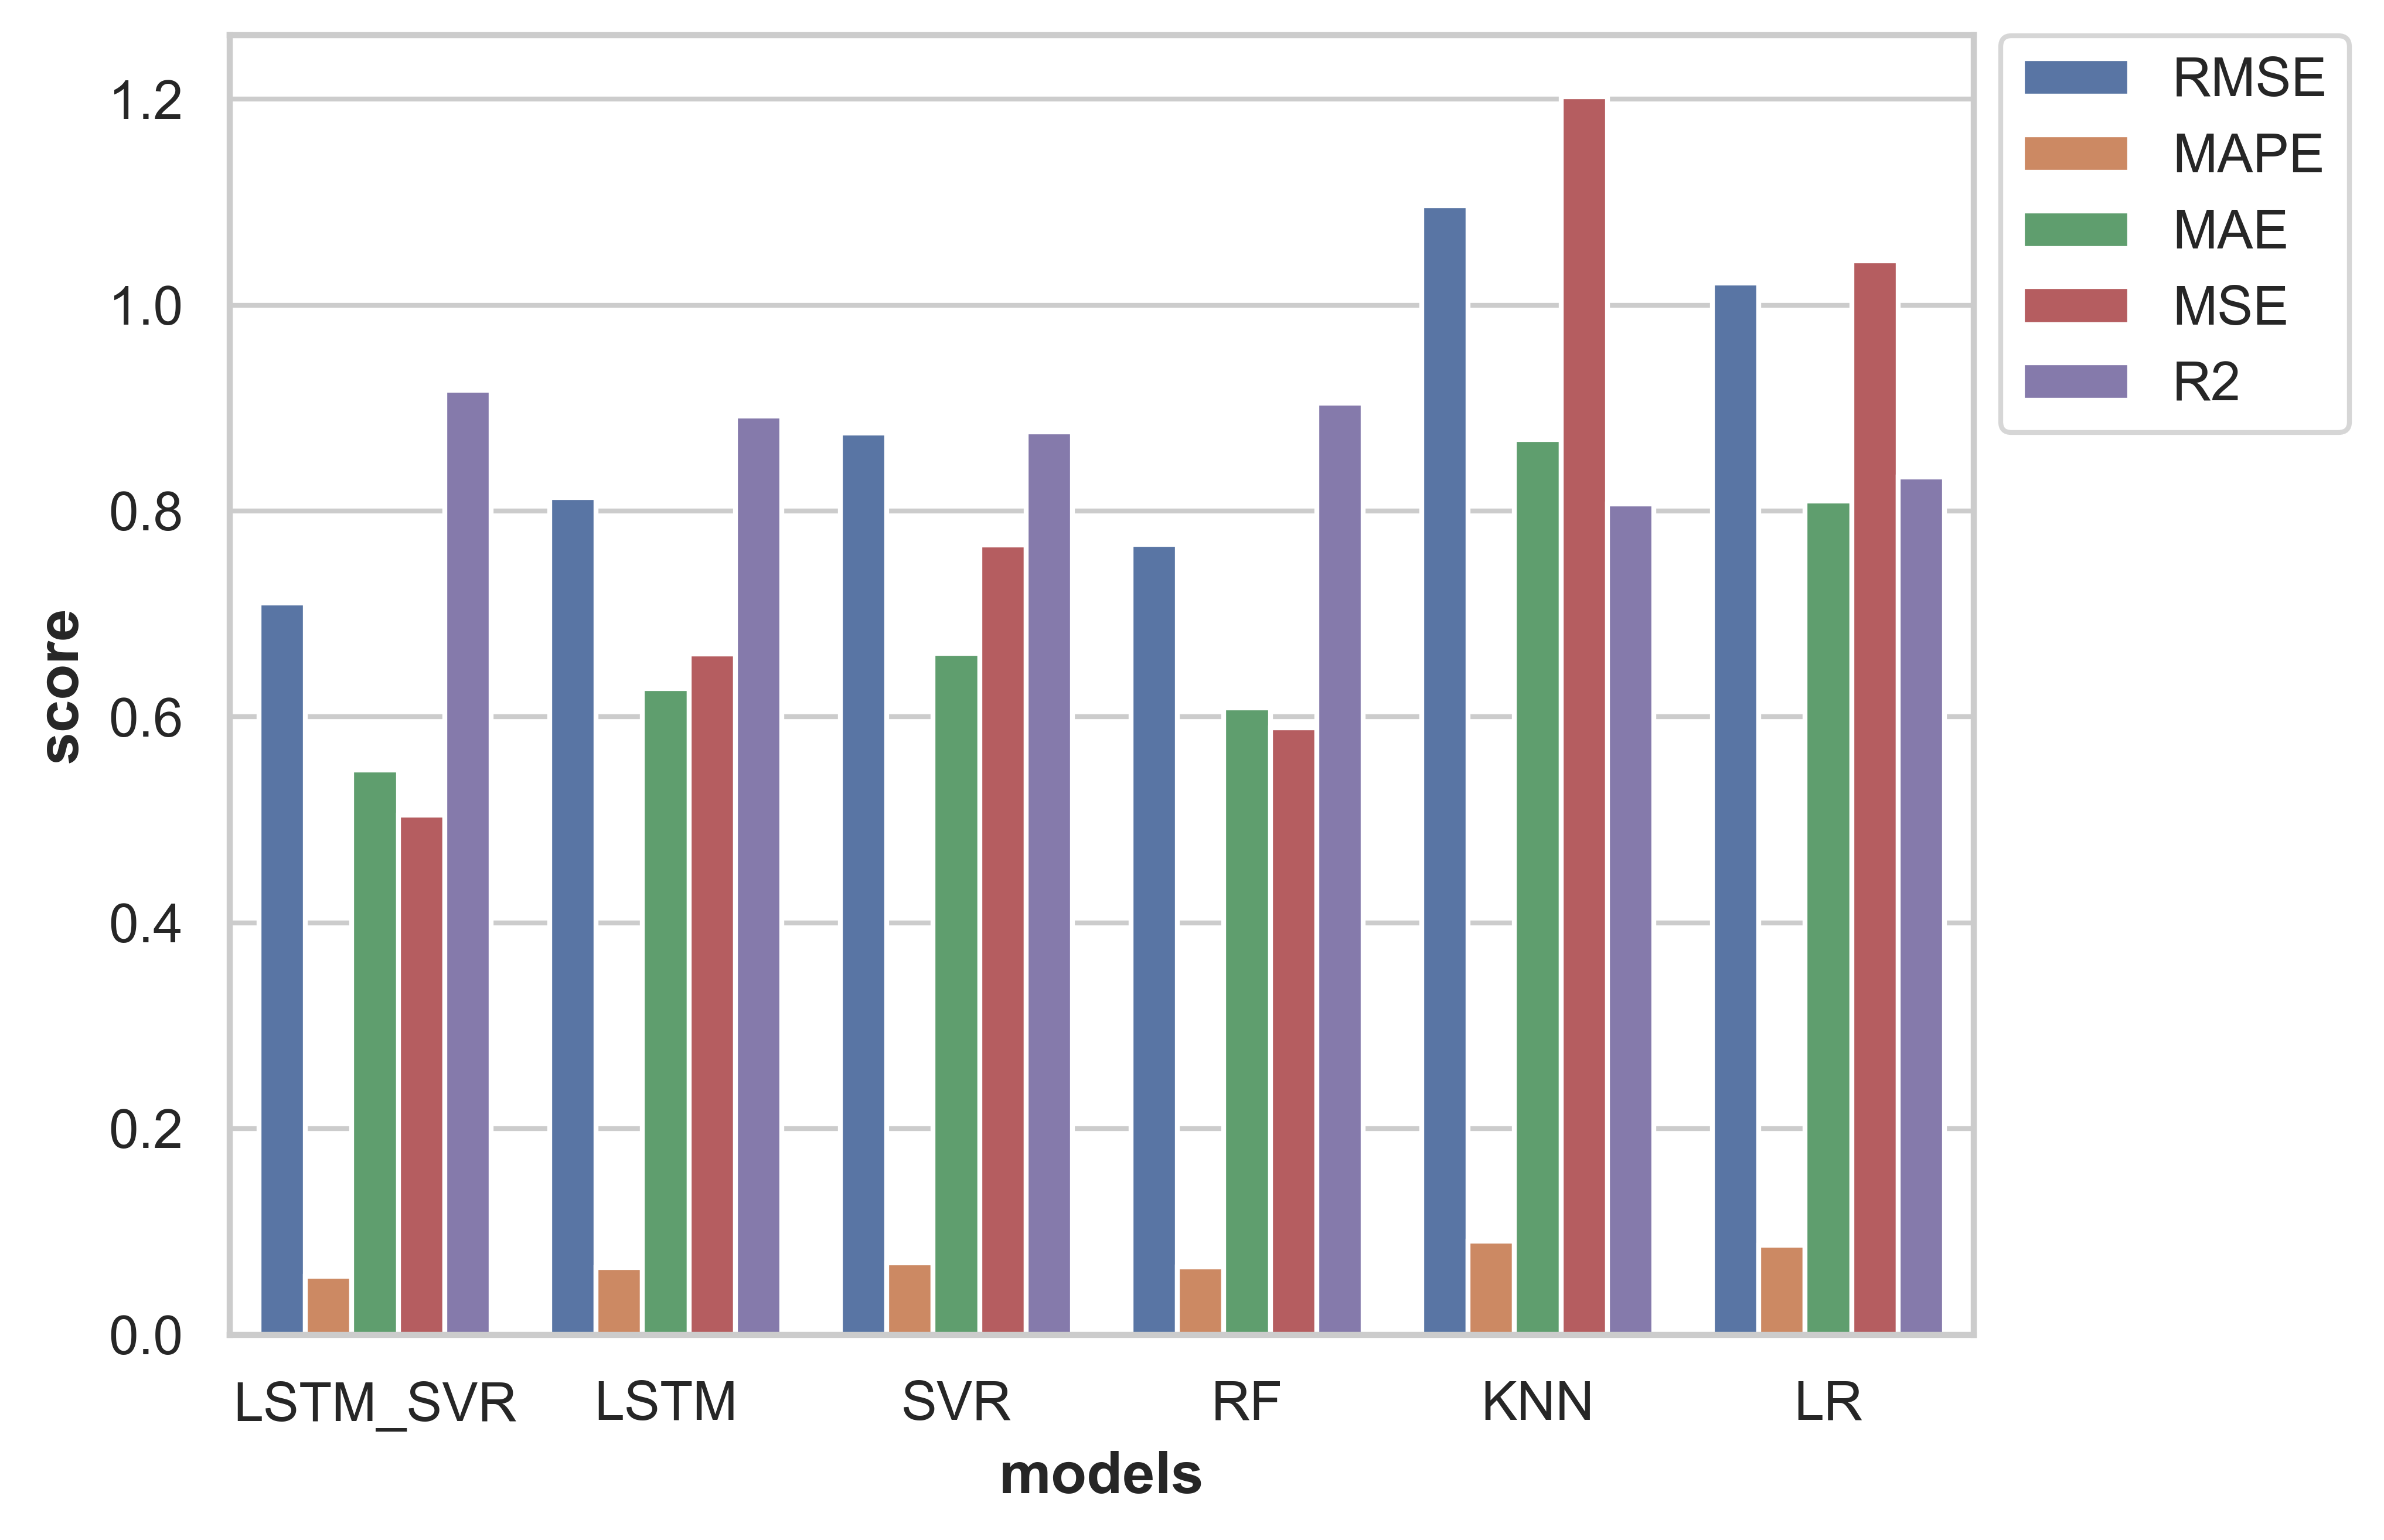 score
1.2
1.0
0.8
0.6
0.4
0.2
0.0
LSTM_SVR LSTM SVR RF KNN LR
models
RMSE
MAPE
MAE
MSE
R2